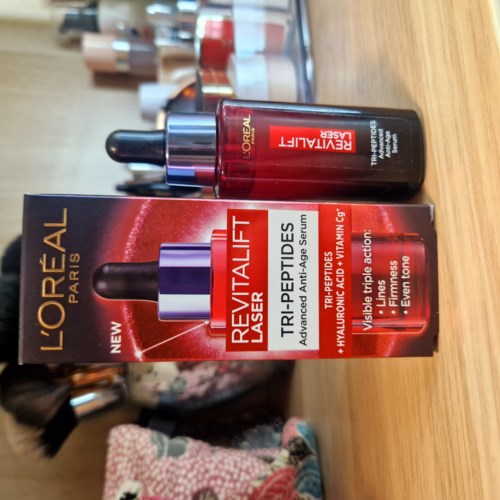 L'ORÉAL
PARIS
REVITALIFT
LASER
TRI-PEPTIDES
Advanced
Anti-Age
Serum
L'ORÉAL
PARIS
NEW
REVITALIFT
LASER
TRI-PEPTIDES
Advanced Anti-Age Serum
TRI-PEPTIDES
+ HYALURONIC ACID + VITAMIN Cg*
Visible triple action:
• Lines
• Firmness
• Even tone